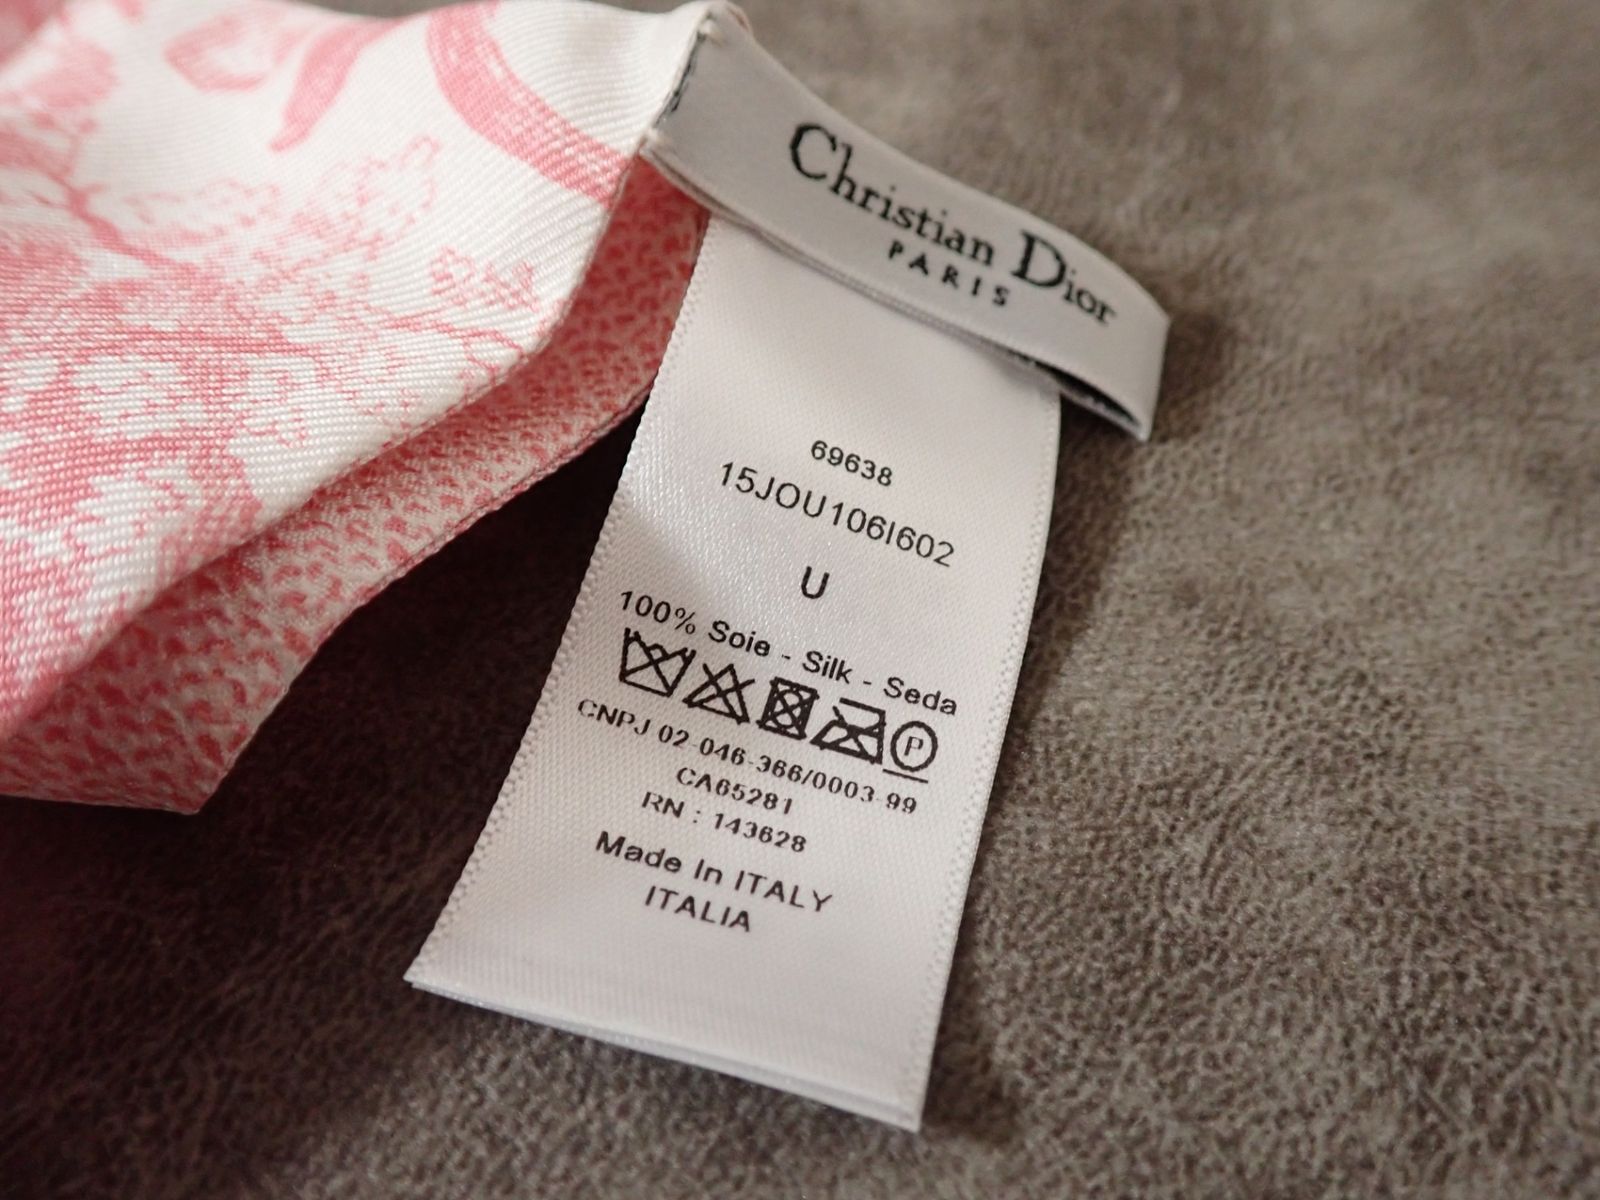 Christian Dior
PARIS
69638
15JOU106I602
U
100% Soie - Silk - Seda
P
CNPJ 02-046-366/0003-99
CA65281
RN : 143628
Made In ITALY
ITALIA